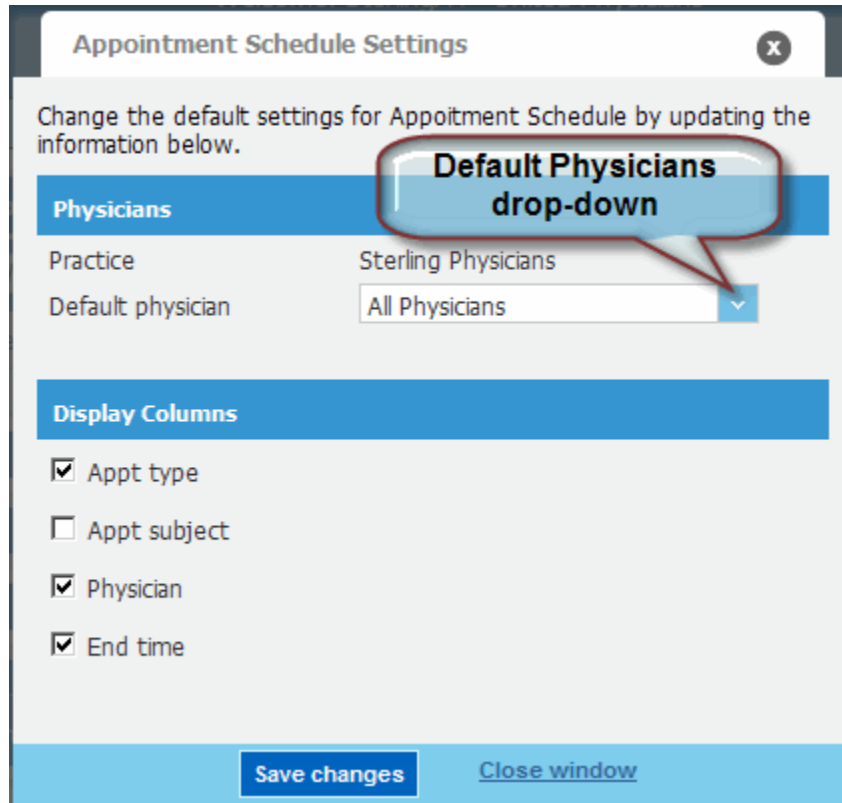 Appointment Schedule Settings
x
Change the default settings for Appoitment Schedule by updating the
information below.
Default Physicians
drop-down
Physicians
Practice Sterling Physicians
Default physician All Physicians
Display Columns
Appt type
Appt subject
Physician
End time
Save changes Close window